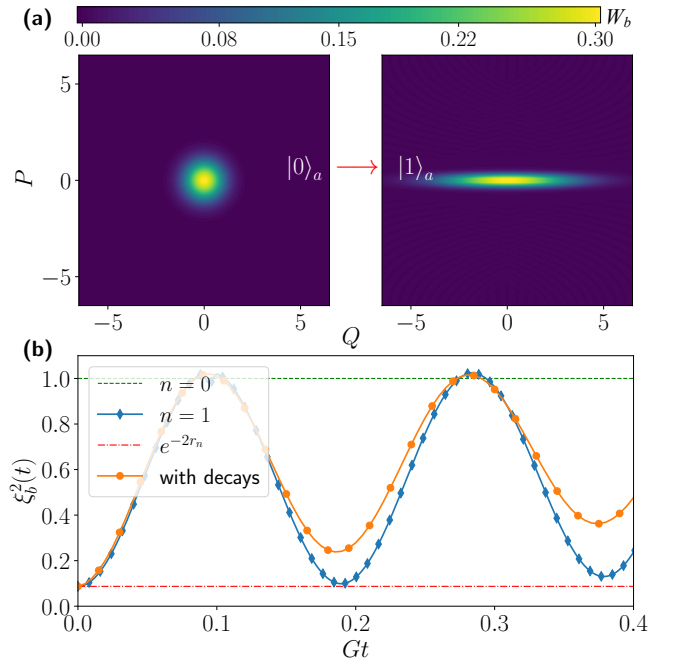 (a)
W_b
0.00 0.08 0.15 0.22 0.30
5
0
−5
P
|0⟩_a
|1⟩_a
−5 0 5
−5 0 5
Q
(b)
1.0
0.8
0.6
0.4
0.2
0.0
ξ_b^2(t)
n = 0
n = 1
e^{−2r_n}
with decays
0.0 0.1 0.2 0.3 0.4
Gt